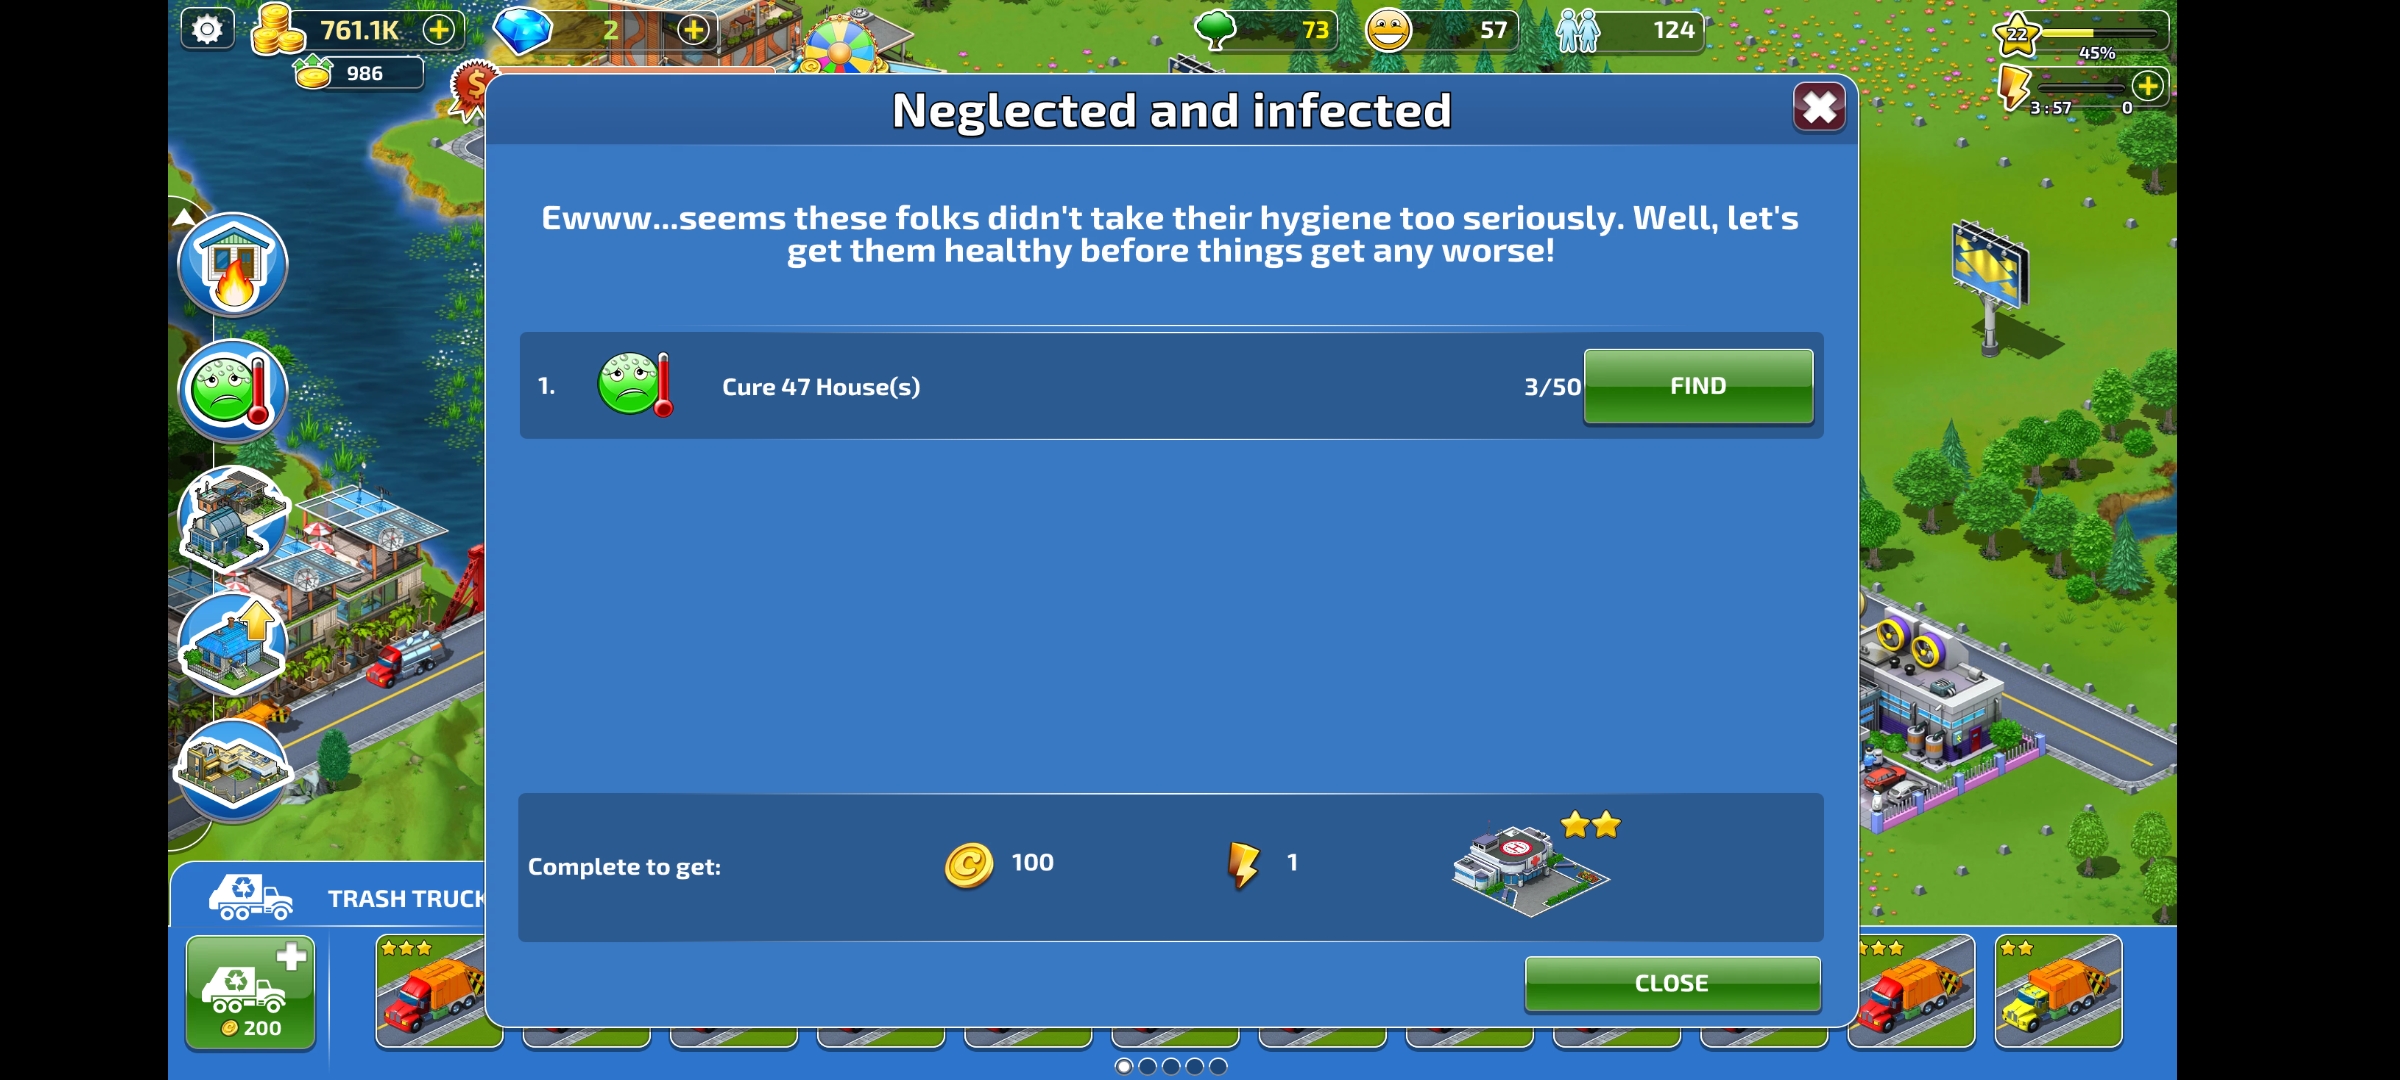 761.1K
2
73
57
124
22
45%
986
3:57
0
Neglected and infected
Ewww...seems these folks didn't take their hygiene too seriously. Well, let's
get them healthy before things get any worse!
1.
Cure 47 House(s)
3/50
FIND
Complete to get:
100
1
CLOSE
TRASH TRUCK
200